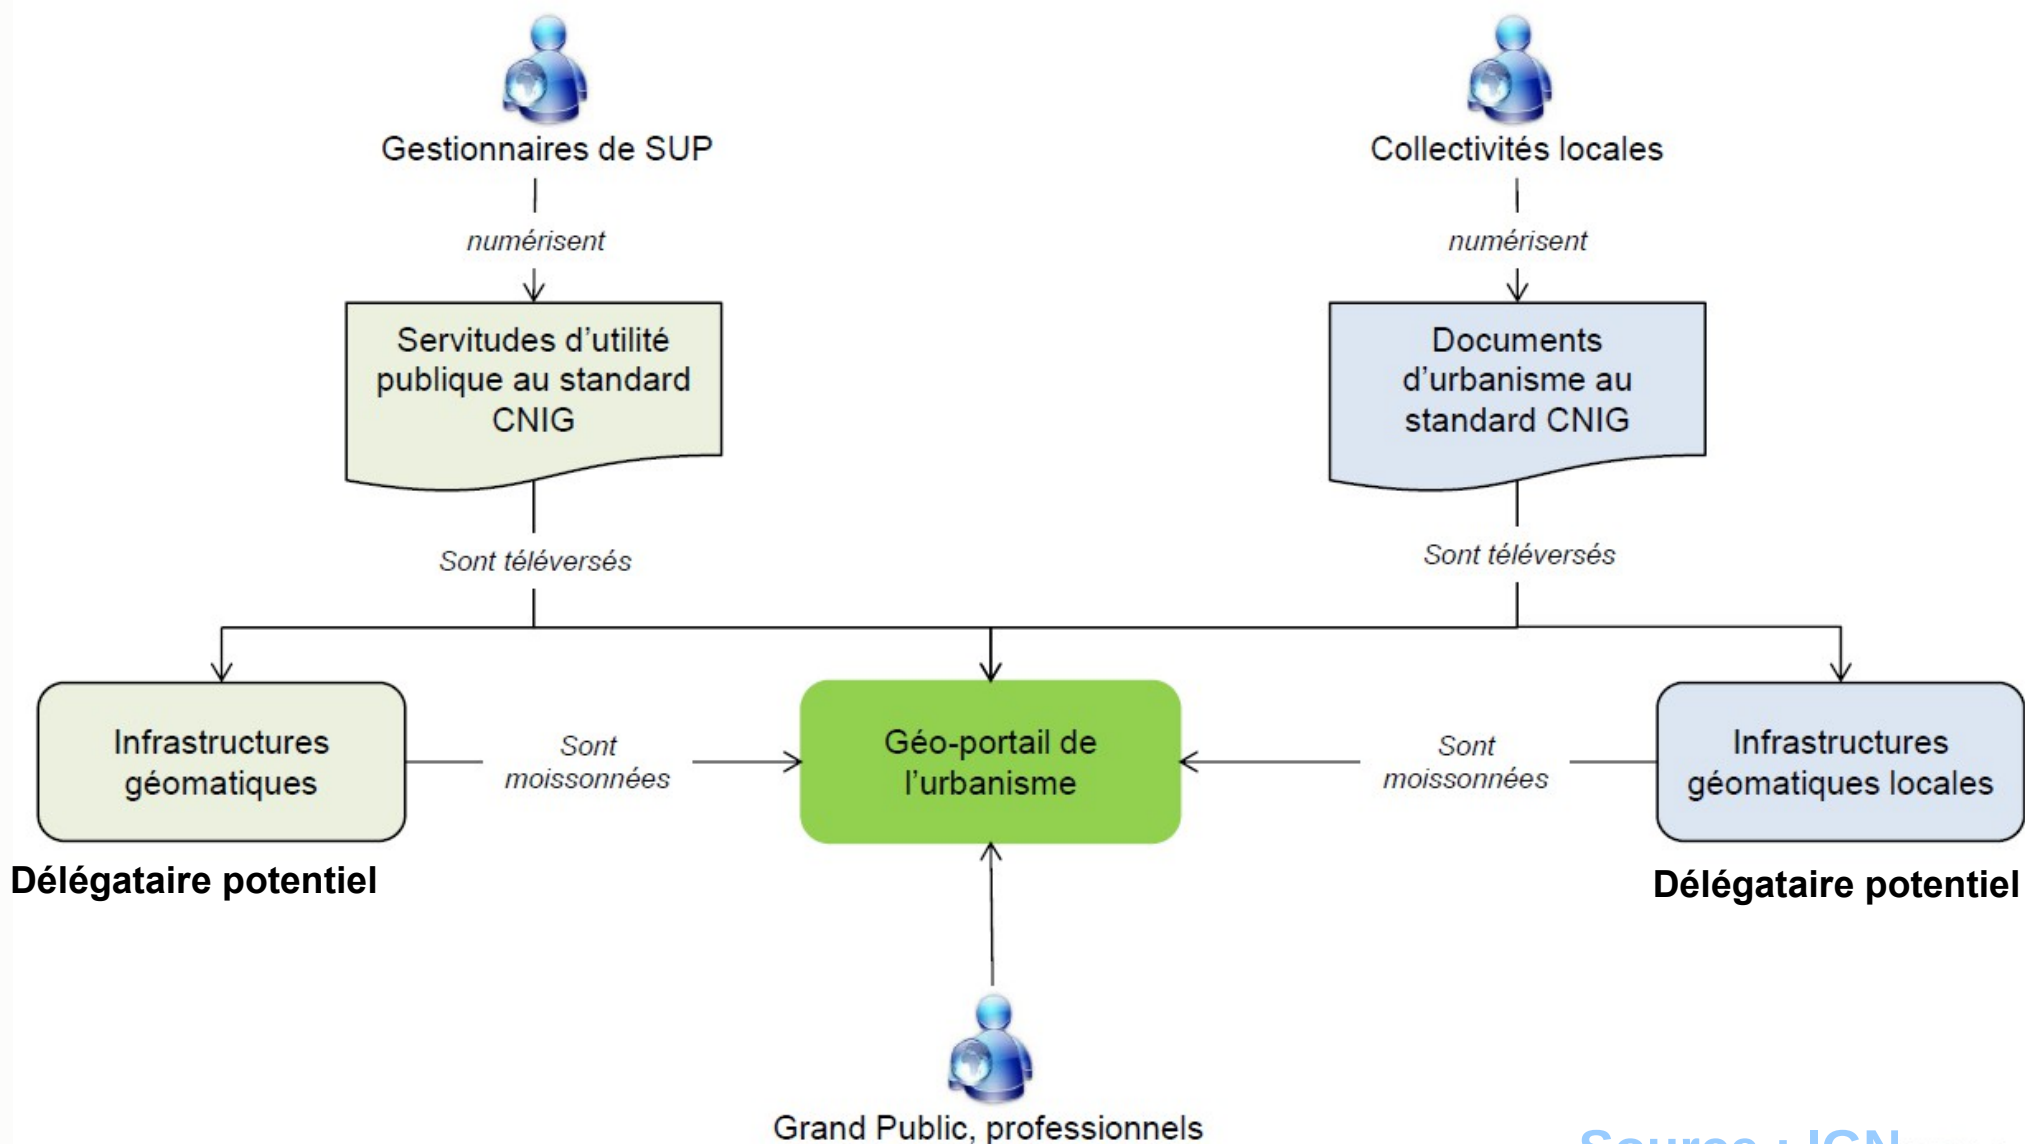 Gestionnaires de SUP
Collectivités locales
numérisent
numérisent
Servitudes d'utilité
publique au standard
CNIG
Documents
d'urbanisme au
standard CNIG
Sont téléversés
Sont téléversés
Infrastructures
géomatiques
Sont
moissonnées
Géo-portail de
l'urbanisme
Sont
moissonnées
Infrastructures
géomatiques locales
Délégataire potentiel
Délégataire potentiel
Grand Public, professionnels
Source : IGN